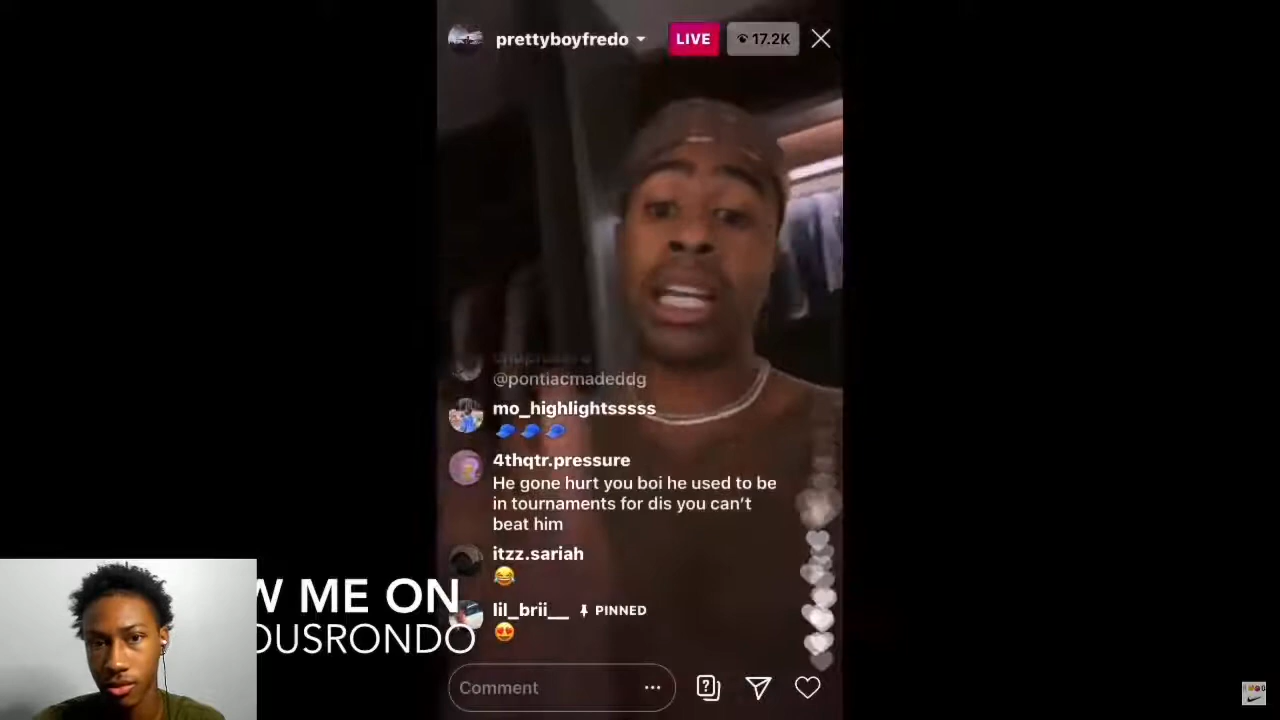 prettyboyfredo
LIVE
17.2K
@pontiacmadeddg
mo_highlightsssss
4thqtr.pressure
He gone hurt you boi he used to be
in tournaments for dis you can't
beat him
itzz.sariah
lil_brii__ PINNED
W ME ON
OUSRONDO
Comment